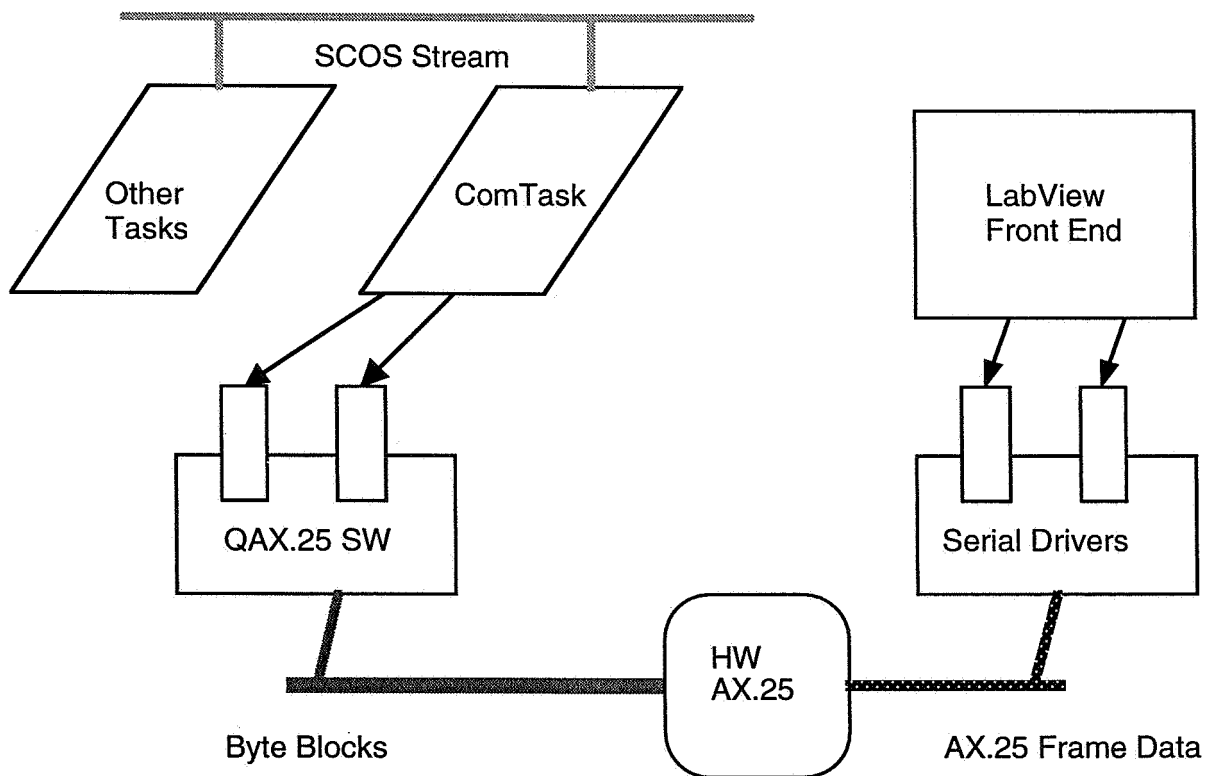 SCOS Stream
Other
Tasks
ComTask
LabView
Front End
QAX.25 SW
Serial Drivers
HW
AX.25
Byte Blocks
AX.25 Frame Data